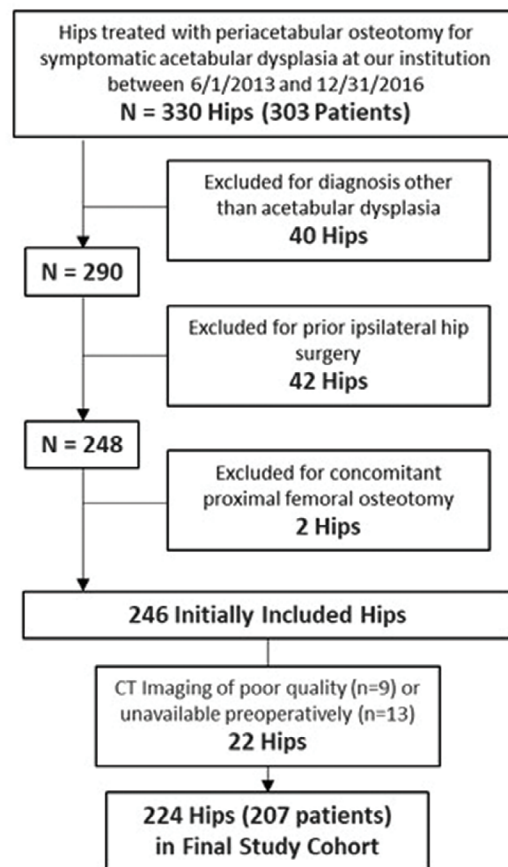 Hips treated with periacetabular osteotomy for
symptomatic acetabular dysplasia at our institution
between 6/1/2013 and 12/31/2016
N = 330 Hips (303 Patients)
Excluded for diagnosis other
than acetabular dysplasia
40 Hips
N = 290
Excluded for prior ipsilateral hip
surgery
42 Hips
N = 248
Excluded for concomitant
proximal femoral osteotomy
2 Hips
246 Initially Included Hips
CT Imaging of poor quality (n=9) or
unavailable preoperatively (n=13)
22 Hips
224 Hips (207 patients)
in Final Study Cohort